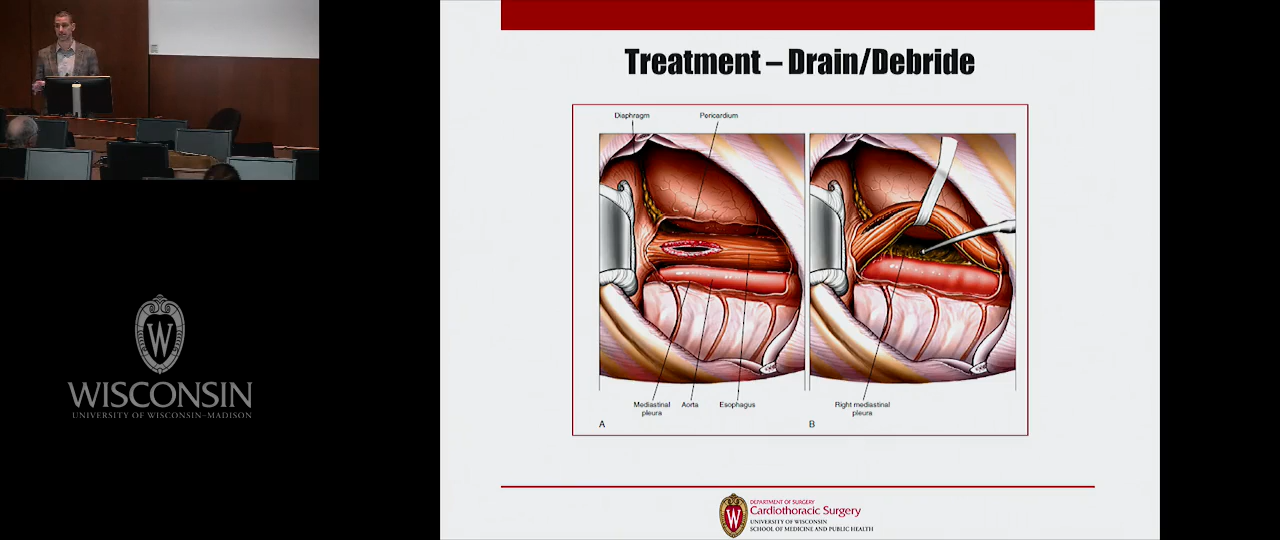 Treatment – Drain/Debride
Diaphragm
Pericardium
Mediastinal
pleura
Aorta
Esophagus
Right mediastinal
pleura
A
B
W
WISCONSIN
UNIVERSITY OF WISCONSIN–MADISON
W
DEPARTMENT OF SURGERY
Cardiothoracic Surgery
UNIVERSITY OF WISCONSIN
SCHOOL OF MEDICINE AND PUBLIC HEALTH